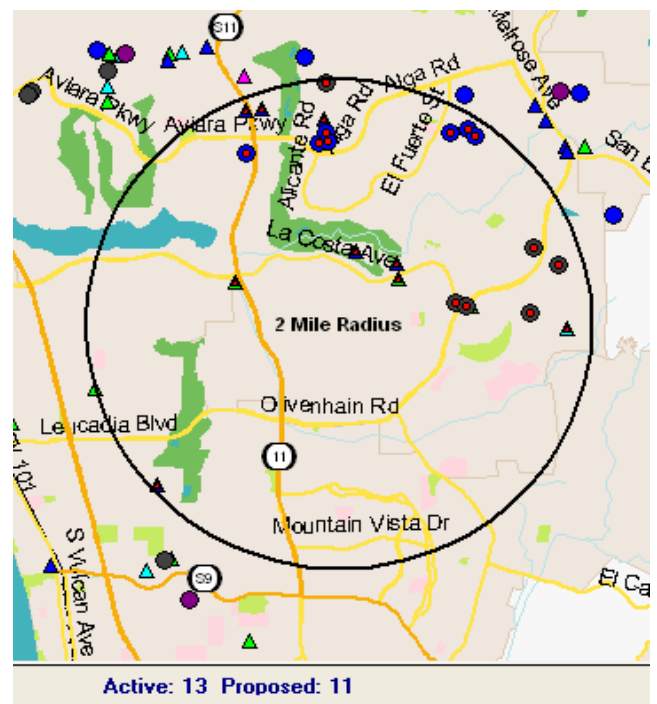 S11
Melrose Ave
Aviara Pkwy
Alga Rd
Aviara Pkwy
Alicante Rd
Alga Rd
El Fuerte St
San E
La Costa Ave
2 Mile Radius
Olivenhain Rd
Leucadia Blvd
11
101
S Vulcan Ave
Mountain Vista Dr
S9
El Ca
Active: 13 Proposed: 11